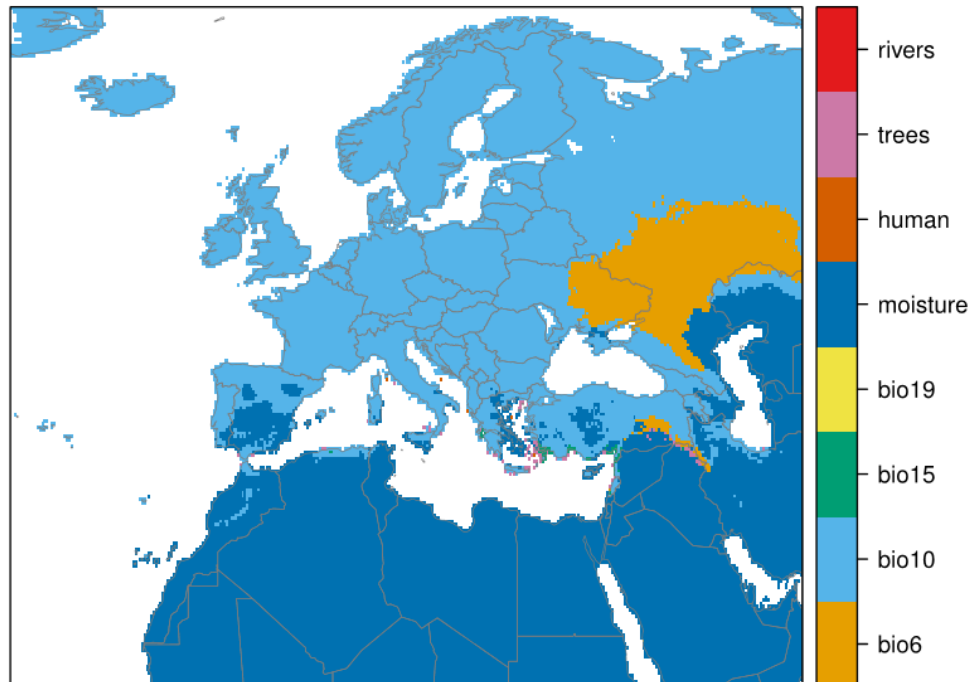 rivers
trees
human
moisture
bio19
bio15
bio10
bio6